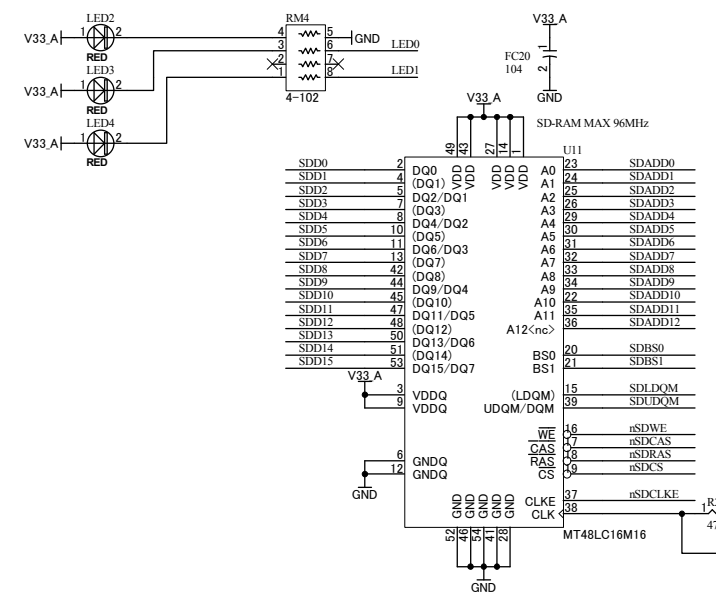 LED2
V33_A 1 2
RED
LED3
V33_A 1 2
RED
LED4
V33_A 1 2
RED
RM4
4 5 GND
3 6 LED0
2 7
1 8 LED1
4-102
V33_A
FC20
104
1
2
GND
V33_A
SD-RAM MAX 96MHz
U11
49 43 27 14 1
VDD VDD VDD VDD VDD
SDD0 2 DQ0
SDD1 4 (DQ1)
SDD2 5 DQ2/DQ1
SDD3 7 (DQ3)
SDD4 8 DQ4/DQ2
SDD5 10 (DQ5)
SDD6 11 DQ6/DQ3
SDD7 13 (DQ7)
SDD8 42 (DQ8)
SDD9 44 DQ9/DQ4
SDD10 45 (DQ10)
SDD11 47 DQ11/DQ5
SDD12 48 (DQ12)
SDD13 50 DQ13/DQ6
SDD14 51 (DQ14)
SDD15 53 DQ15/DQ7
V33_A
3 VDDQ
9 VDDQ
6 GNDQ
12 GNDQ
GND
A0 23 SDADD0
A1 24 SDADD1
A2 25 SDADD2
A3 26 SDADD3
A4 29 SDADD4
A5 30 SDADD5
A6 31 SDADD6
A7 32 SDADD7
A8 33 SDADD8
A9 34 SDADD9
A10 22 SDADD10
A11 35 SDADD11
A12<nc> 36 SDADD12
BS0 20 SDBS0
BS1 21 SDBS1
(LDQM) 15 SDLDQM
UDQM/DQM 39 SDUDQM
WE 16 nSDWE
CAS 17 nSDCAS
RAS 18 nSDRAS
CS 19 nSDCS
CLKE 37 nSDCLKE
CLK 38
1
47
GND GND GND GND GND
52 46 54 41 28
MT48LC16M16
GND